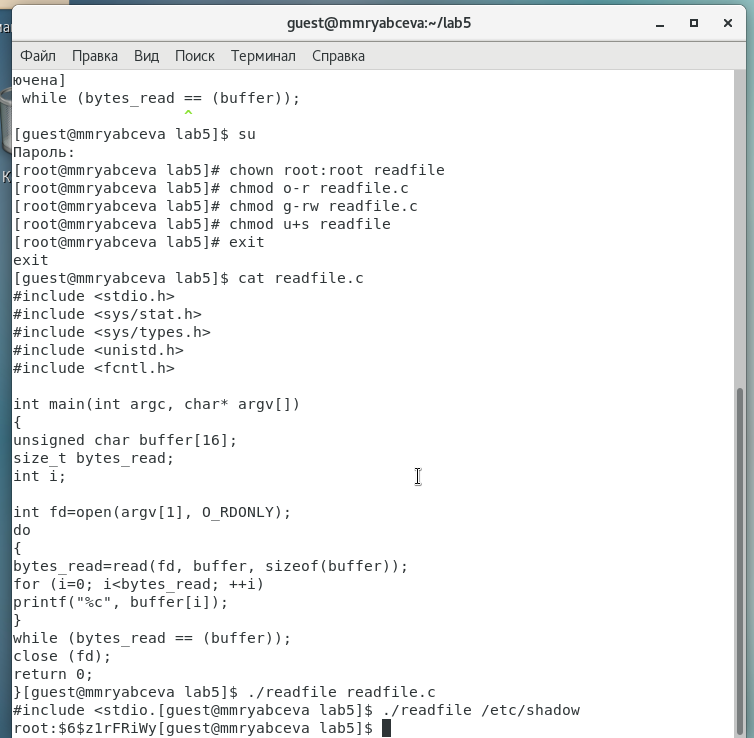 guest@mmryabceva:~/lab5
Файл Правка Вид Поиск Терминал Справка
ючена]
 while (bytes_read == (buffer));
                   ^
[guest@mmryabceva lab5]$ su
Пароль:
[root@mmryabceva lab5]# chown root:root readfile
[root@mmryabceva lab5]# chmod o-r readfile.c
[root@mmryabceva lab5]# chmod g-rw readfile.c
[root@mmryabceva lab5]# chmod u+s readfile
[root@mmryabceva lab5]# exit
exit
[guest@mmryabceva lab5]$ cat readfile.c
#include <stdio.h>
#include <sys/stat.h>
#include <sys/types.h>
#include <unistd.h>
#include <fcntl.h>

int main(int argc, char* argv[])
{
unsigned char buffer[16];
size_t bytes_read;
int i;

int fd=open(argv[1], O_RDONLY);
do
{
bytes_read=read(fd, buffer, sizeof(buffer));
for (i=0; i<bytes_read; ++i)
printf("%c", buffer[i]);
}
while (bytes_read == (buffer));
close (fd);
return 0;
}[guest@mmryabceva lab5]$ ./readfile readfile.c
#include <stdio.[guest@mmryabceva lab5]$ ./readfile /etc/shadow
root:$6$z1rFRiWy[guest@mmryabceva lab5]$